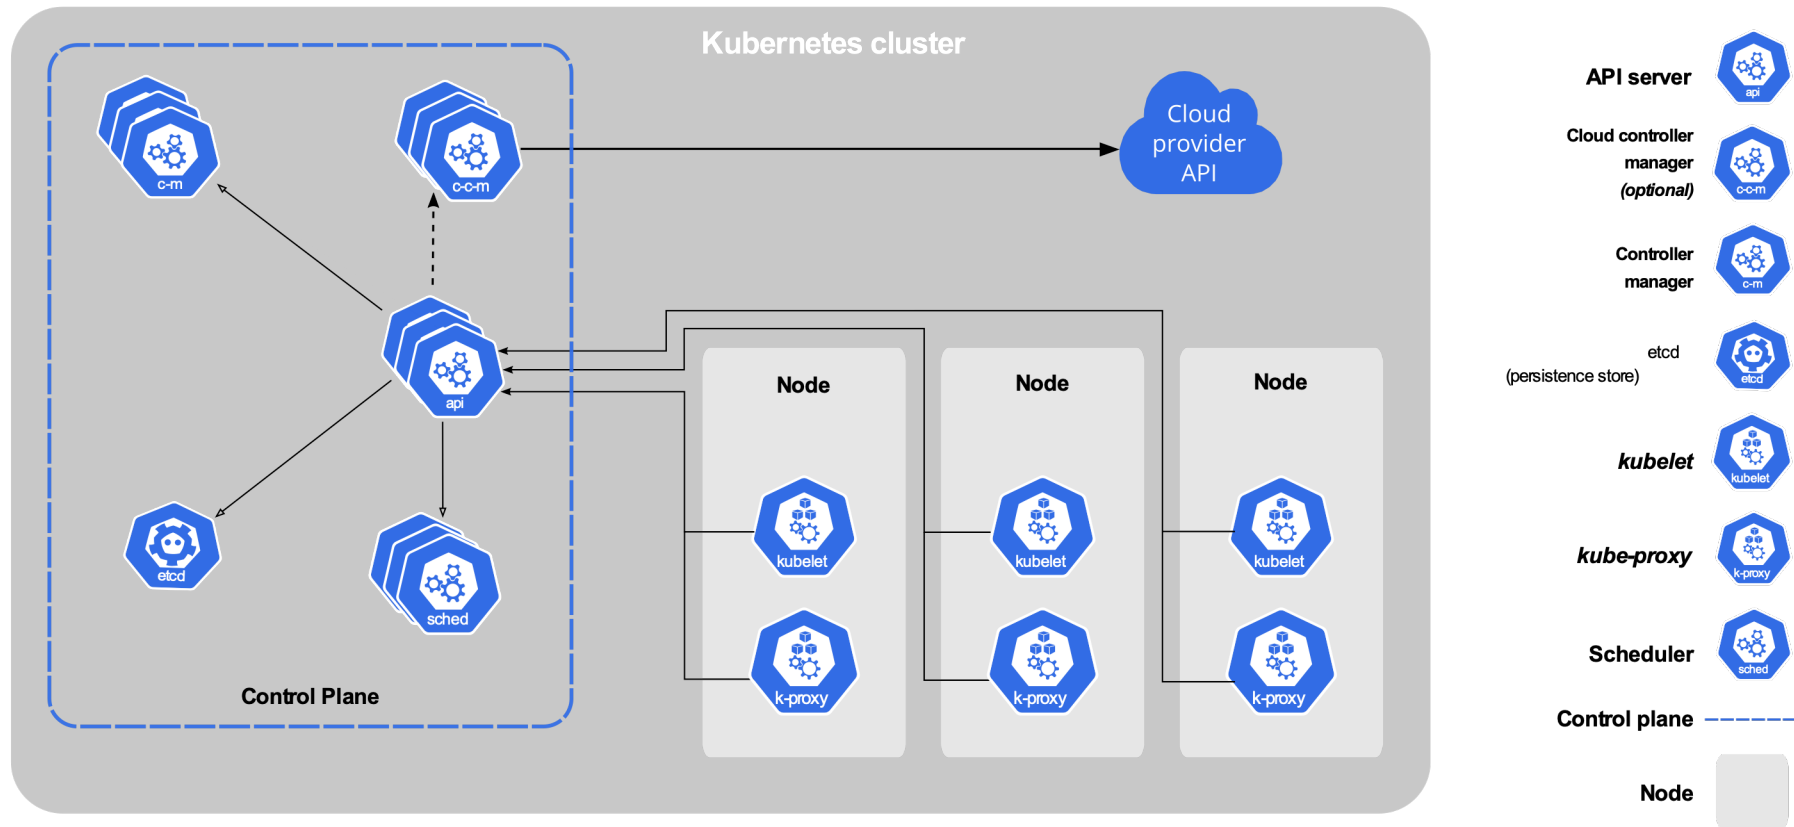 Kubernetes cluster
c-m
c-c-m
Cloud
provider
API
api
etcd
sched
Control Plane
Node
kubelet
k-proxy
Node
kubelet
k-proxy
Node
kubelet
k-proxy
API server
api
Cloud controller
manager
(optional)
c-c-m
Controller
manager
c-m
etcd
(persistence store)
etcd
kubelet
kubelet
kube-proxy
k-proxy
Scheduler
sched
Control plane
Node